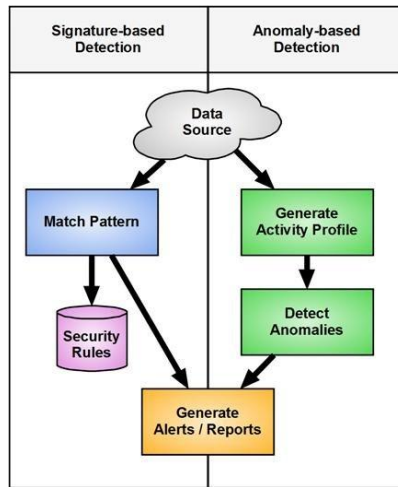 Signature-based
Detection
Anomaly-based
Detection
Data
Source
Match Pattern
Generate
Activity Profile
Security
Rules
Detect
Anomalies
Generate
Alerts / Reports